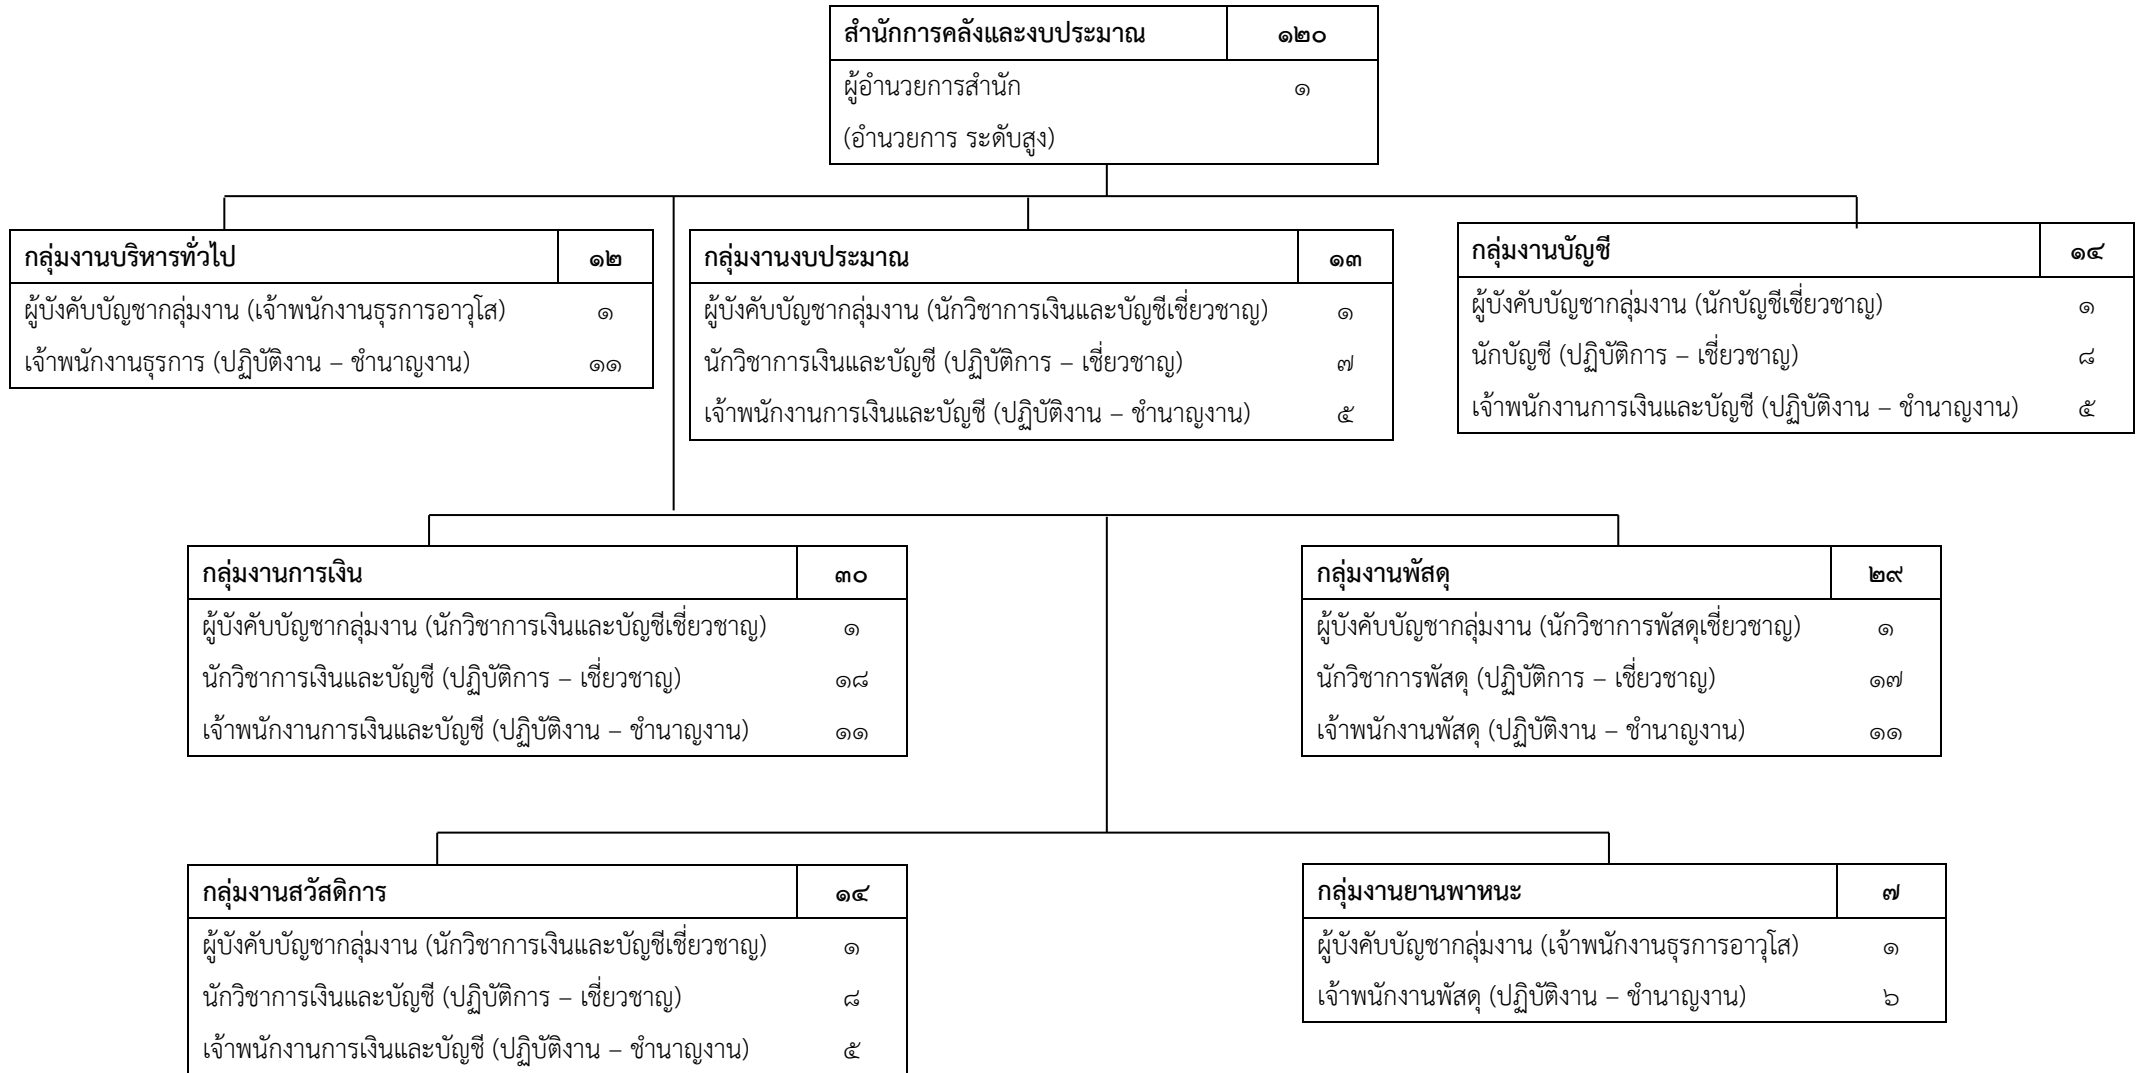 สำนักการคลังและงบประมาณ ๑๒๐
ผู้อำนวยการสำนัก ๑
(อำนวยการ ระดับสูง)
กลุ่มงานบริหารทั่วไป ๑๒
ผู้บังคับบัญชากลุ่มงาน (เจ้าพนักงานธุรการอาวุโส) ๑
เจ้าพนักงานธุรการ (ปฏิบัติงาน – ชำนาญงาน) ๑๑
กลุ่มงานงบประมาณ ๑๓
ผู้บังคับบัญชากลุ่มงาน (นักวิชาการเงินและบัญชีเชี่ยวชาญ) ๑
นักวิชาการเงินและบัญชี (ปฏิบัติการ – เชี่ยวชาญ) ๗
เจ้าพนักงานการเงินและบัญชี (ปฏิบัติงาน – ชำนาญงาน) ๕
กลุ่มงานบัญชี ๑๔
ผู้บังคับบัญชากลุ่มงาน (นักบัญชีเชี่ยวชาญ) ๑
นักบัญชี (ปฏิบัติการ – เชี่ยวชาญ) ๘
เจ้าพนักงานการเงินและบัญชี (ปฏิบัติงาน – ชำนาญงาน) ๕
กลุ่มงานการเงิน ๓๐
ผู้บังคับบัญชากลุ่มงาน (นักวิชาการเงินและบัญชีเชี่ยวชาญ) ๑
นักวิชาการเงินและบัญชี (ปฏิบัติการ – เชี่ยวชาญ) ๑๘
เจ้าพนักงานการเงินและบัญชี (ปฏิบัติงาน – ชำนาญงาน) ๑๑
กลุ่มงานพัสดุ ๒๙
ผู้บังคับบัญชากลุ่มงาน (นักวิชาการพัสดุเชี่ยวชาญ) ๑
นักวิชาการพัสดุ (ปฏิบัติการ – เชี่ยวชาญ) ๑๗
เจ้าพนักงานพัสดุ (ปฏิบัติงาน – ชำนาญงาน) ๑๑
กลุ่มงานสวัสดิการ ๑๔
ผู้บังคับบัญชากลุ่มงาน (นักวิชาการเงินและบัญชีเชี่ยวชาญ) ๑
นักวิชาการเงินและบัญชี (ปฏิบัติการ – เชี่ยวชาญ) ๘
เจ้าพนักงานการเงินและบัญชี (ปฏิบัติงาน – ชำนาญงาน) ๕
กลุ่มงานยานพาหนะ ๗
ผู้บังคับบัญชากลุ่มงาน (เจ้าพนักงานธุรการอาวุโส) ๑
เจ้าพนักงานพัสดุ (ปฏิบัติงาน – ชำนาญงาน) ๖